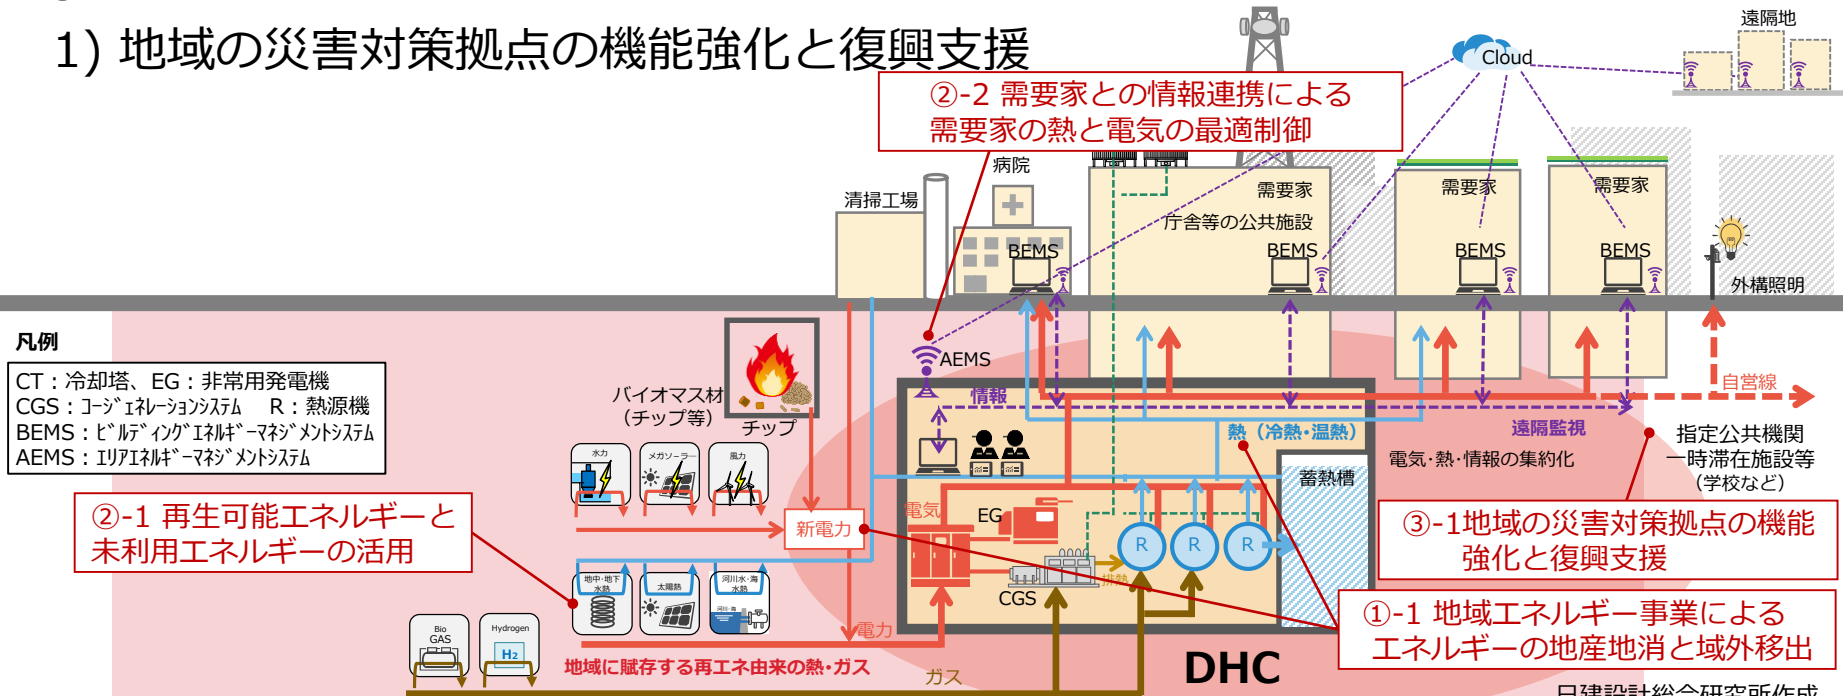 1) 地域の災害対策拠点の機能強化と復興支援
遠隔地
Cloud
②-2 需要家との情報連携による
需要家の熱と電気の最適制御
病院
清掃工場
需要家
庁舎等の公共施設
需要家
需要家
BEMS
BEMS
BEMS
BEMS
外構照明
凡例
CT：冷却塔、EG：非常用発電機
CGS：ｺｰｼﾞｪﾈﾚｰｼｮﾝｼｽﾃﾑ　R：熱源機
BEMS：ﾋﾞﾙﾃﾞｨﾝｸﾞｴﾈﾙｷﾞｰﾏﾈｼﾞﾒﾝﾄｼｽﾃﾑ
AEMS：ｴﾘｱｴﾈﾙｷﾞｰﾏﾈｼﾞﾒﾝﾄｼｽﾃﾑ
バイオマス材
（チップ等）
チップ
AEMS
情報
自営線
熱（冷熱･温熱）
遠隔監視
電気･熱･情報の集約化
指定公共機関
一時滞在施設等
（学校など）
水力
メガソーラー
風力
蓄熱槽
②-1 再生可能エネルギーと
未利用エネルギーの活用
新電力
電気
EG
R
R
R
③-1地域の災害対策拠点の機能
強化と復興支援
地中･地下
水熱
太陽熱
河川水･海
水熱
河川･海
排熱
CGS
①-1 地域エネルギー事業による
エネルギーの地産地消と域外移出
Bio
GAS
Hydrogen
H2
電力
地域に賦存する再エネ由来の熱･ガス
ガス
DHC
日建設計総合研究所作成